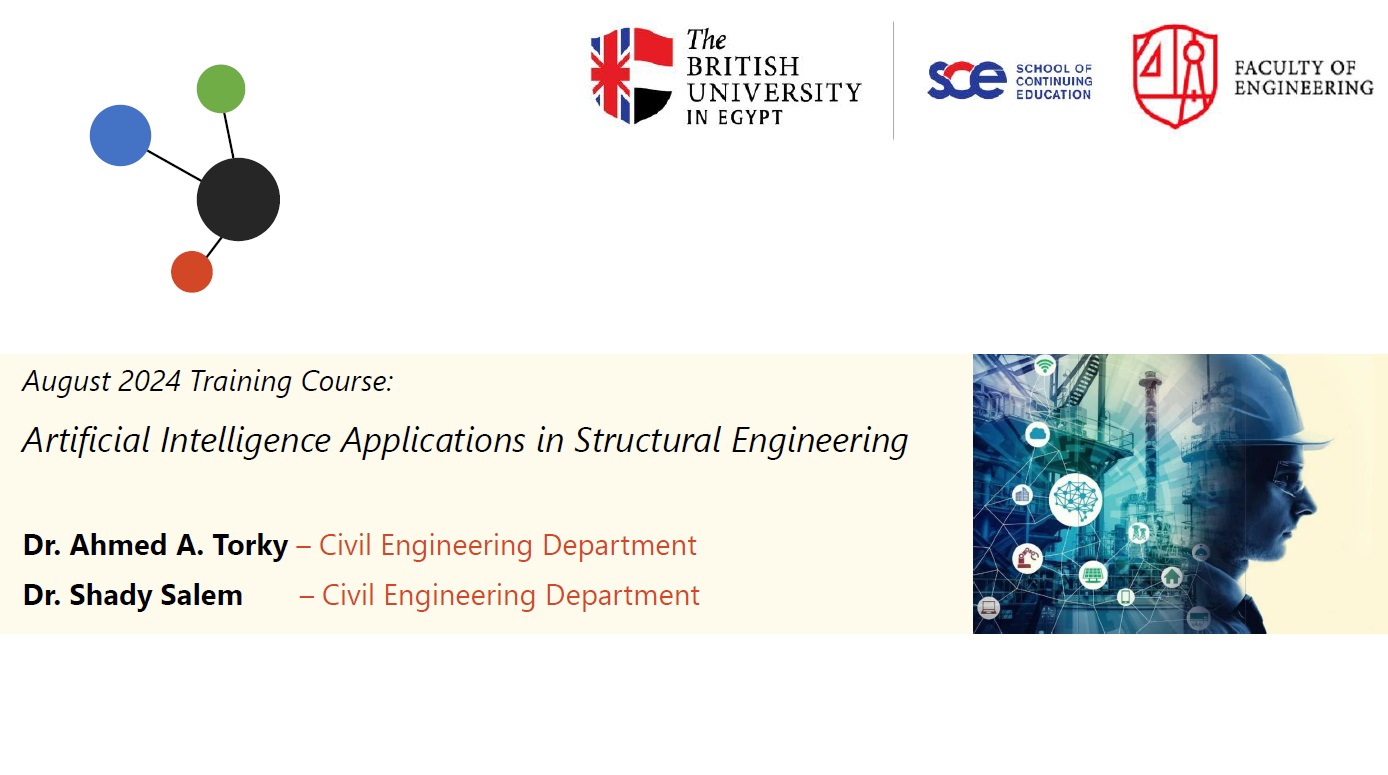 The
BRITISH
UNIVERSITY
IN EGYPT
SCE
SCHOOL OF
CONTINUING
EDUCATION
FACULTY OF
ENGINEERING
August 2024 Training Course:
Artificial Intelligence Applications in Structural Engineering
Dr. Ahmed A. Torky – Civil Engineering Department
Dr. Shady Salem – Civil Engineering Department